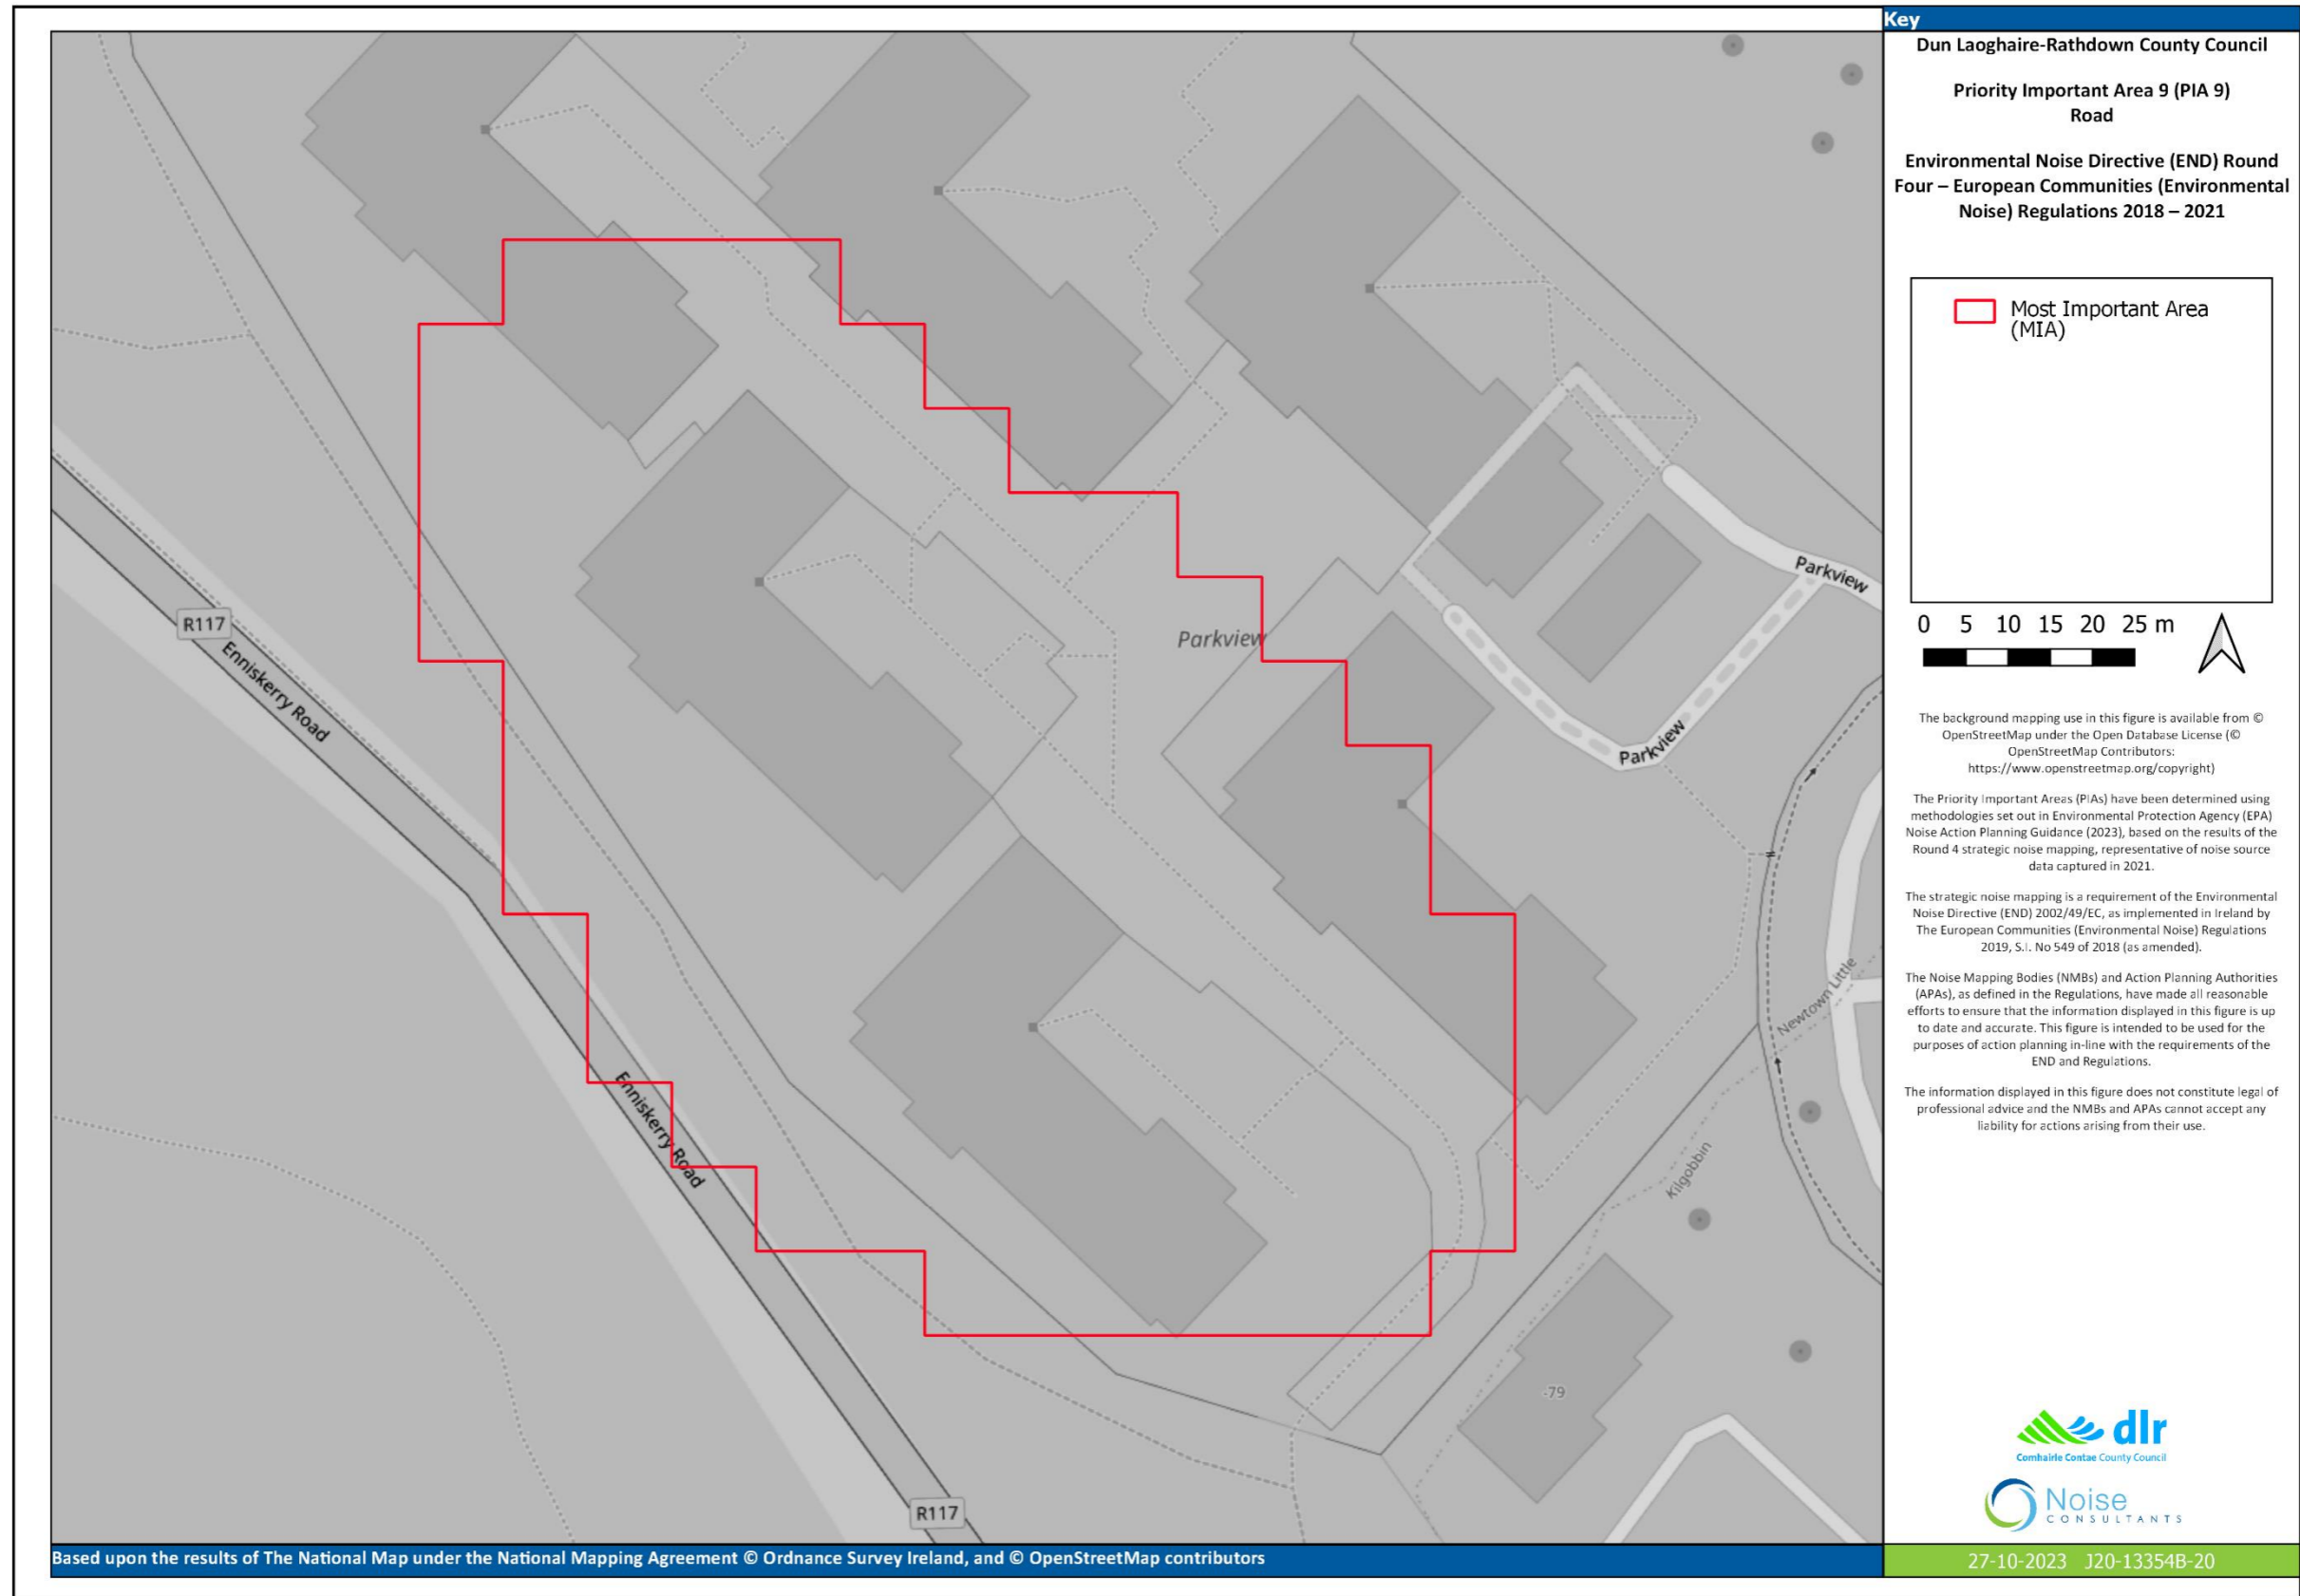 Key
Dun Laoghaire-Rathdown County Council
Priority Important Area 9 (PIA 9)
Road
Environmental Noise Directive (END) Round
Four – European Communities (Environmental
Noise) Regulations 2018 – 2021
Most Important Area
(MIA)
0 5 10 15 20 25 m
The background mapping use in this figure is available from ©
OpenStreetMap under the Open Database License (©
OpenStreetMap Contributors:
https://www.openstreetmap.org/copyright)
The Priority Important Areas (PIAs) have been determined using
methodologies set out in Environmental Protection Agency (EPA)
Noise Action Planning Guidance (2023), based on the results of the
Round 4 strategic noise mapping, representative of noise source
data captured in 2021.
The strategic noise mapping is a requirement of the Environmental
Noise Directive (END) 2002/49/EC, as implemented in Ireland by
The European Communities (Environmental Noise) Regulations
2019, S.I. No 549 of 2018 (as amended).
The Noise Mapping Bodies (NMBs) and Action Planning Authorities
(APAs), as defined in the Regulations, have made all reasonable
efforts to ensure that the information displayed in this figure is up
to date and accurate. This figure is intended to be used for the
purposes of action planning in-line with the requirements of the
END and Regulations.
The information displayed in this figure does not constitute legal of
professional advice and the NMBs and APAs cannot accept any
liability for actions arising from their use.
dlr
Comhairle Contae County Council
Noise
CONSULTANTS
27-10-2023 J20-13354B-20
Parkview
R117
Parkview
Enniskerry Road
Parkview
Newtown Little
Enniskerry Road
Kilgobbin
-79
R117
Based upon the results of The National Map under the National Mapping Agreement © Ordnance Survey Ireland, and © OpenStreetMap contributors